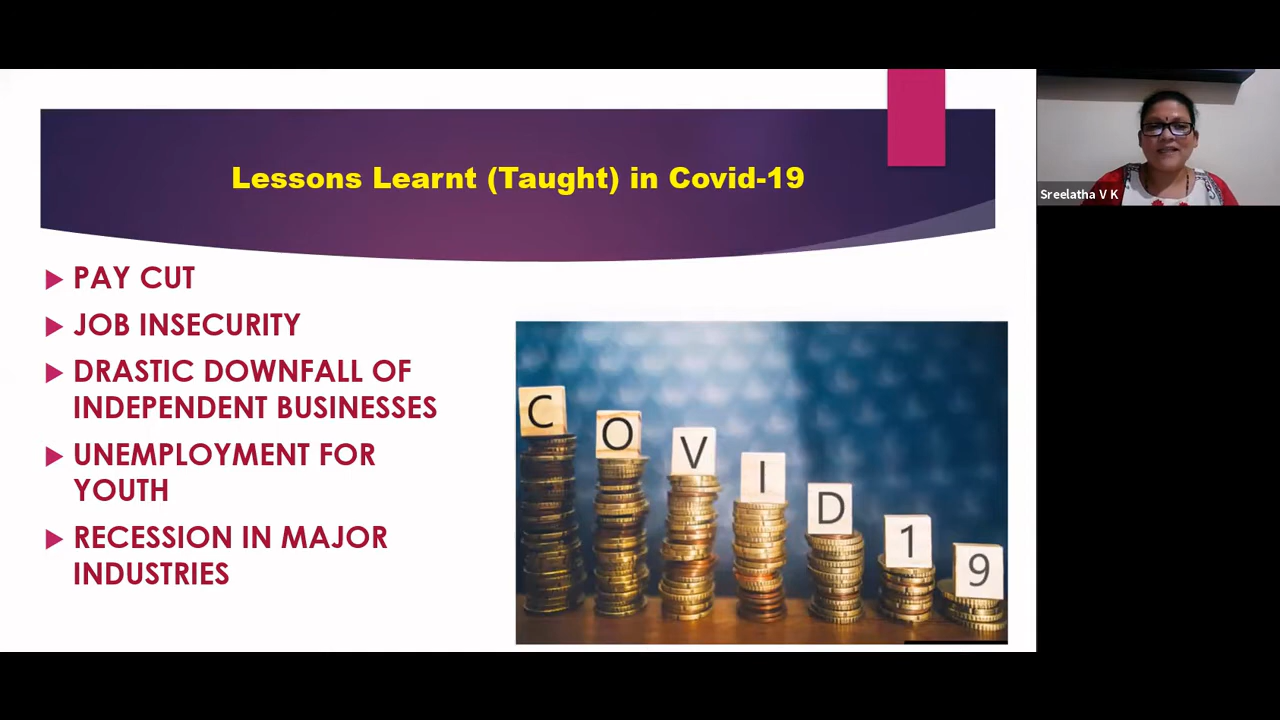 Lessons Learnt (Taught) in Covid-19
Sreelatha V K
PAY CUT
JOB INSECURITY
DRASTIC DOWNFALL OF
INDEPENDENT BUSINESSES
UNEMPLOYMENT FOR
YOUTH
RECESSION IN MAJOR
INDUSTRIES
C O V I D 1 9